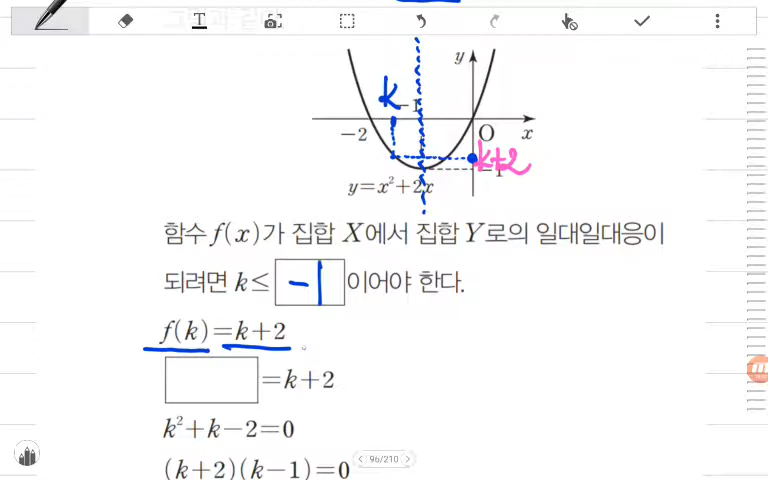 T
y
k
-1
-2
O
x
k+2
-1
y=x²+2x
함수 f(x)가 집합 X에서 집합 Y로의 일대일대응이
되려면 k≤ -1 이어야 한다.
f(k)=k+2
=k+2
k²+k-2=0
96/210
(k+2)(k-1)=0